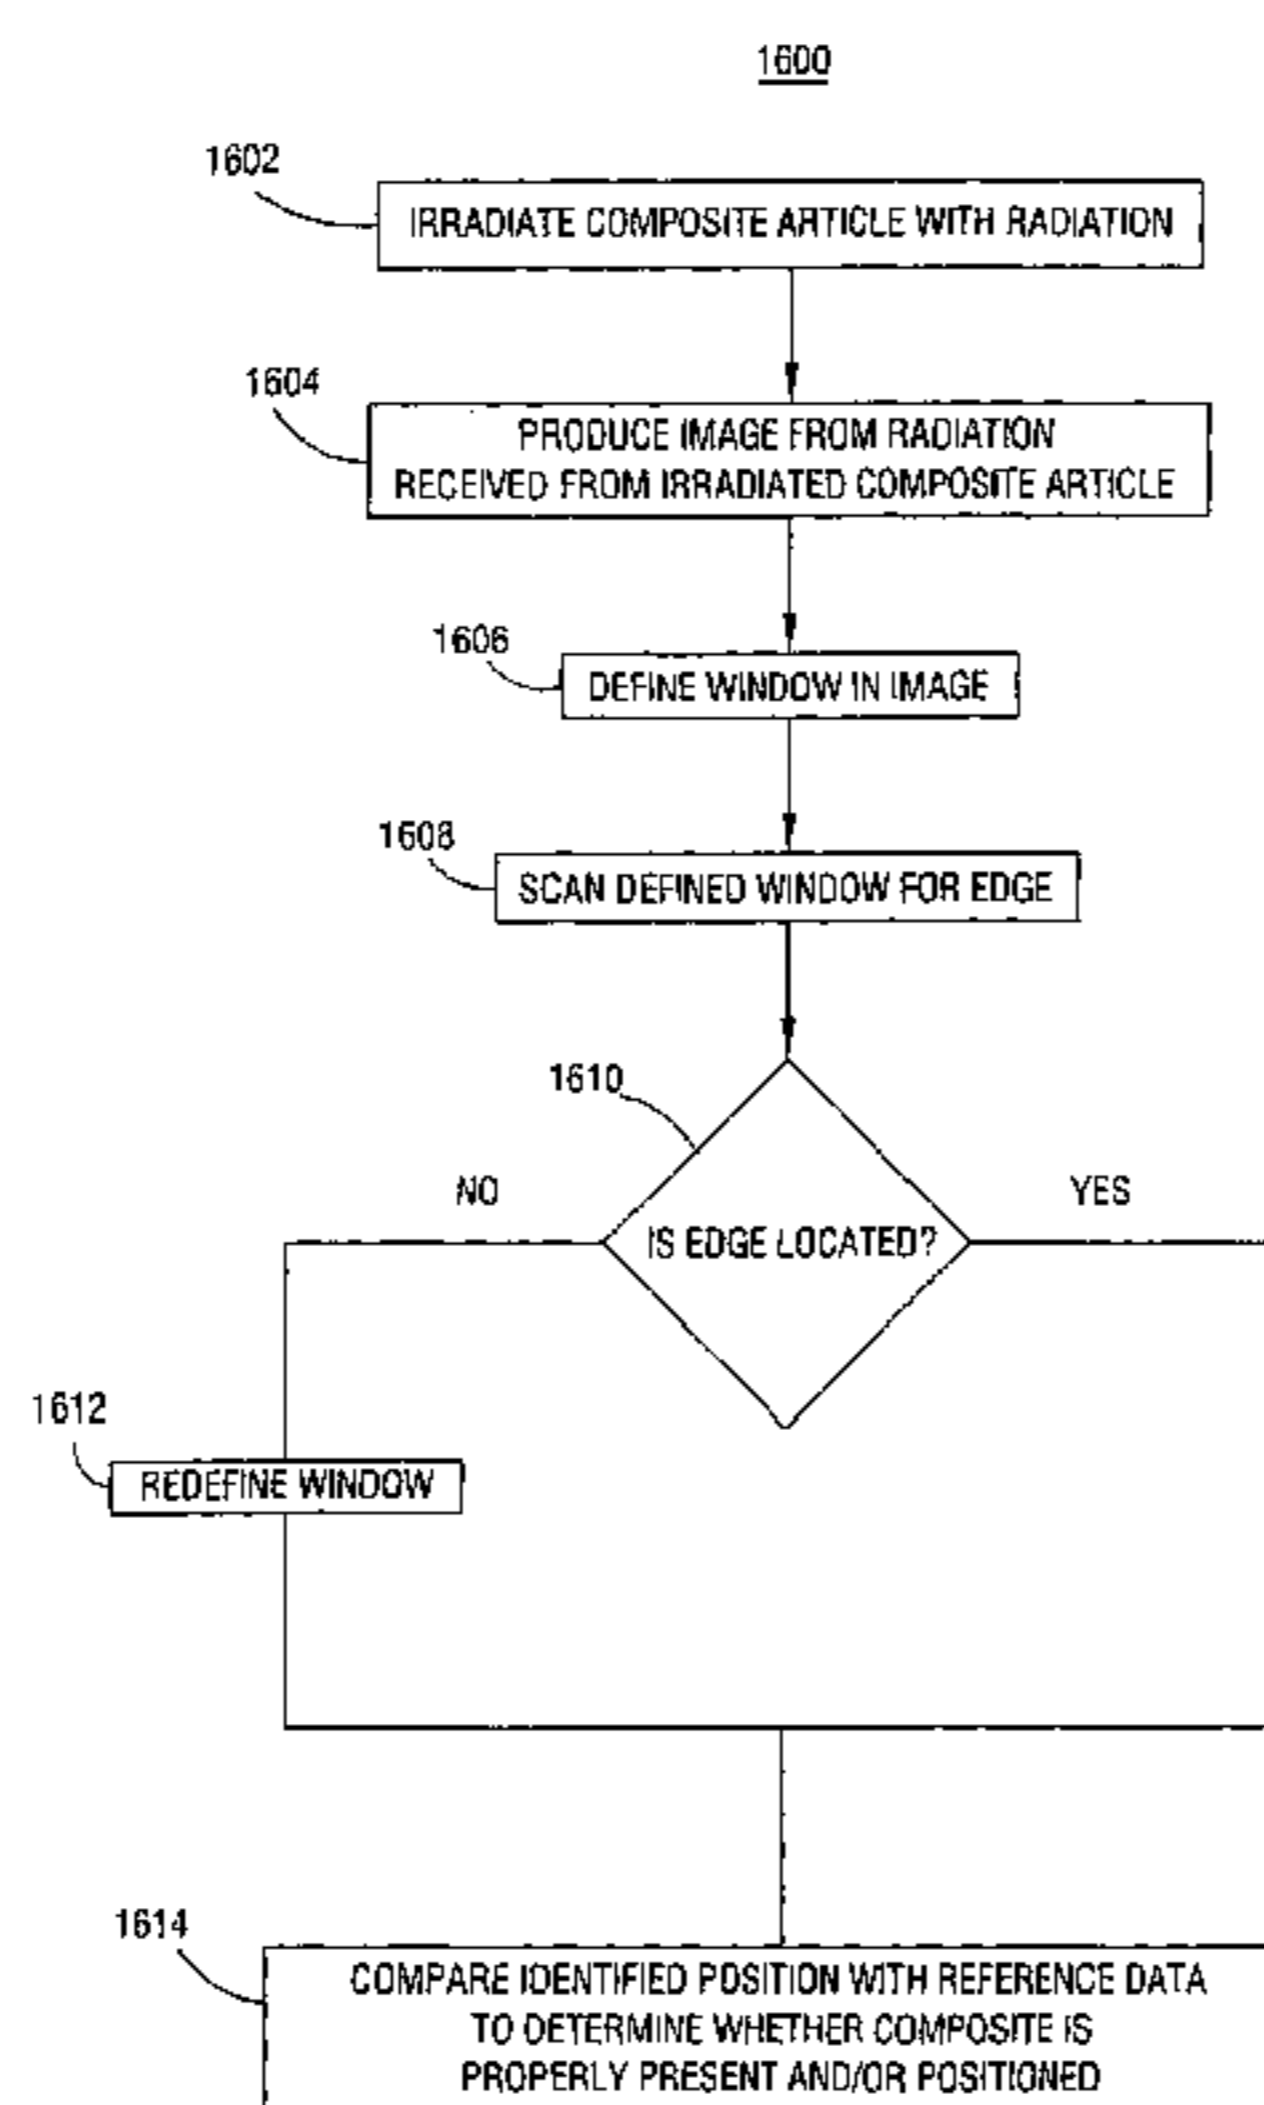 1600
1602
IRRADIATE COMPOSITE ARTICLE WITH RADIATION
1604
PRODUCE IMAGE FROM RADIATION
RECEIVED FROM IRRADIATED COMPOSITE ARTICLE
1606
DEFINE WINDOW IN IMAGE
1608
SCAN DEFINED WINDOW FOR EDGE
1610
NO
YES
IS EDGE LOCATED?
1612
REDEFINE WINDOW
1614
COMPARE IDENTIFIED POSITION WITH REFERENCE DATA
TO DETERMINE WHETHER COMPOSITE IS
PROPERLY PRESENT AND/OR POSITIONED